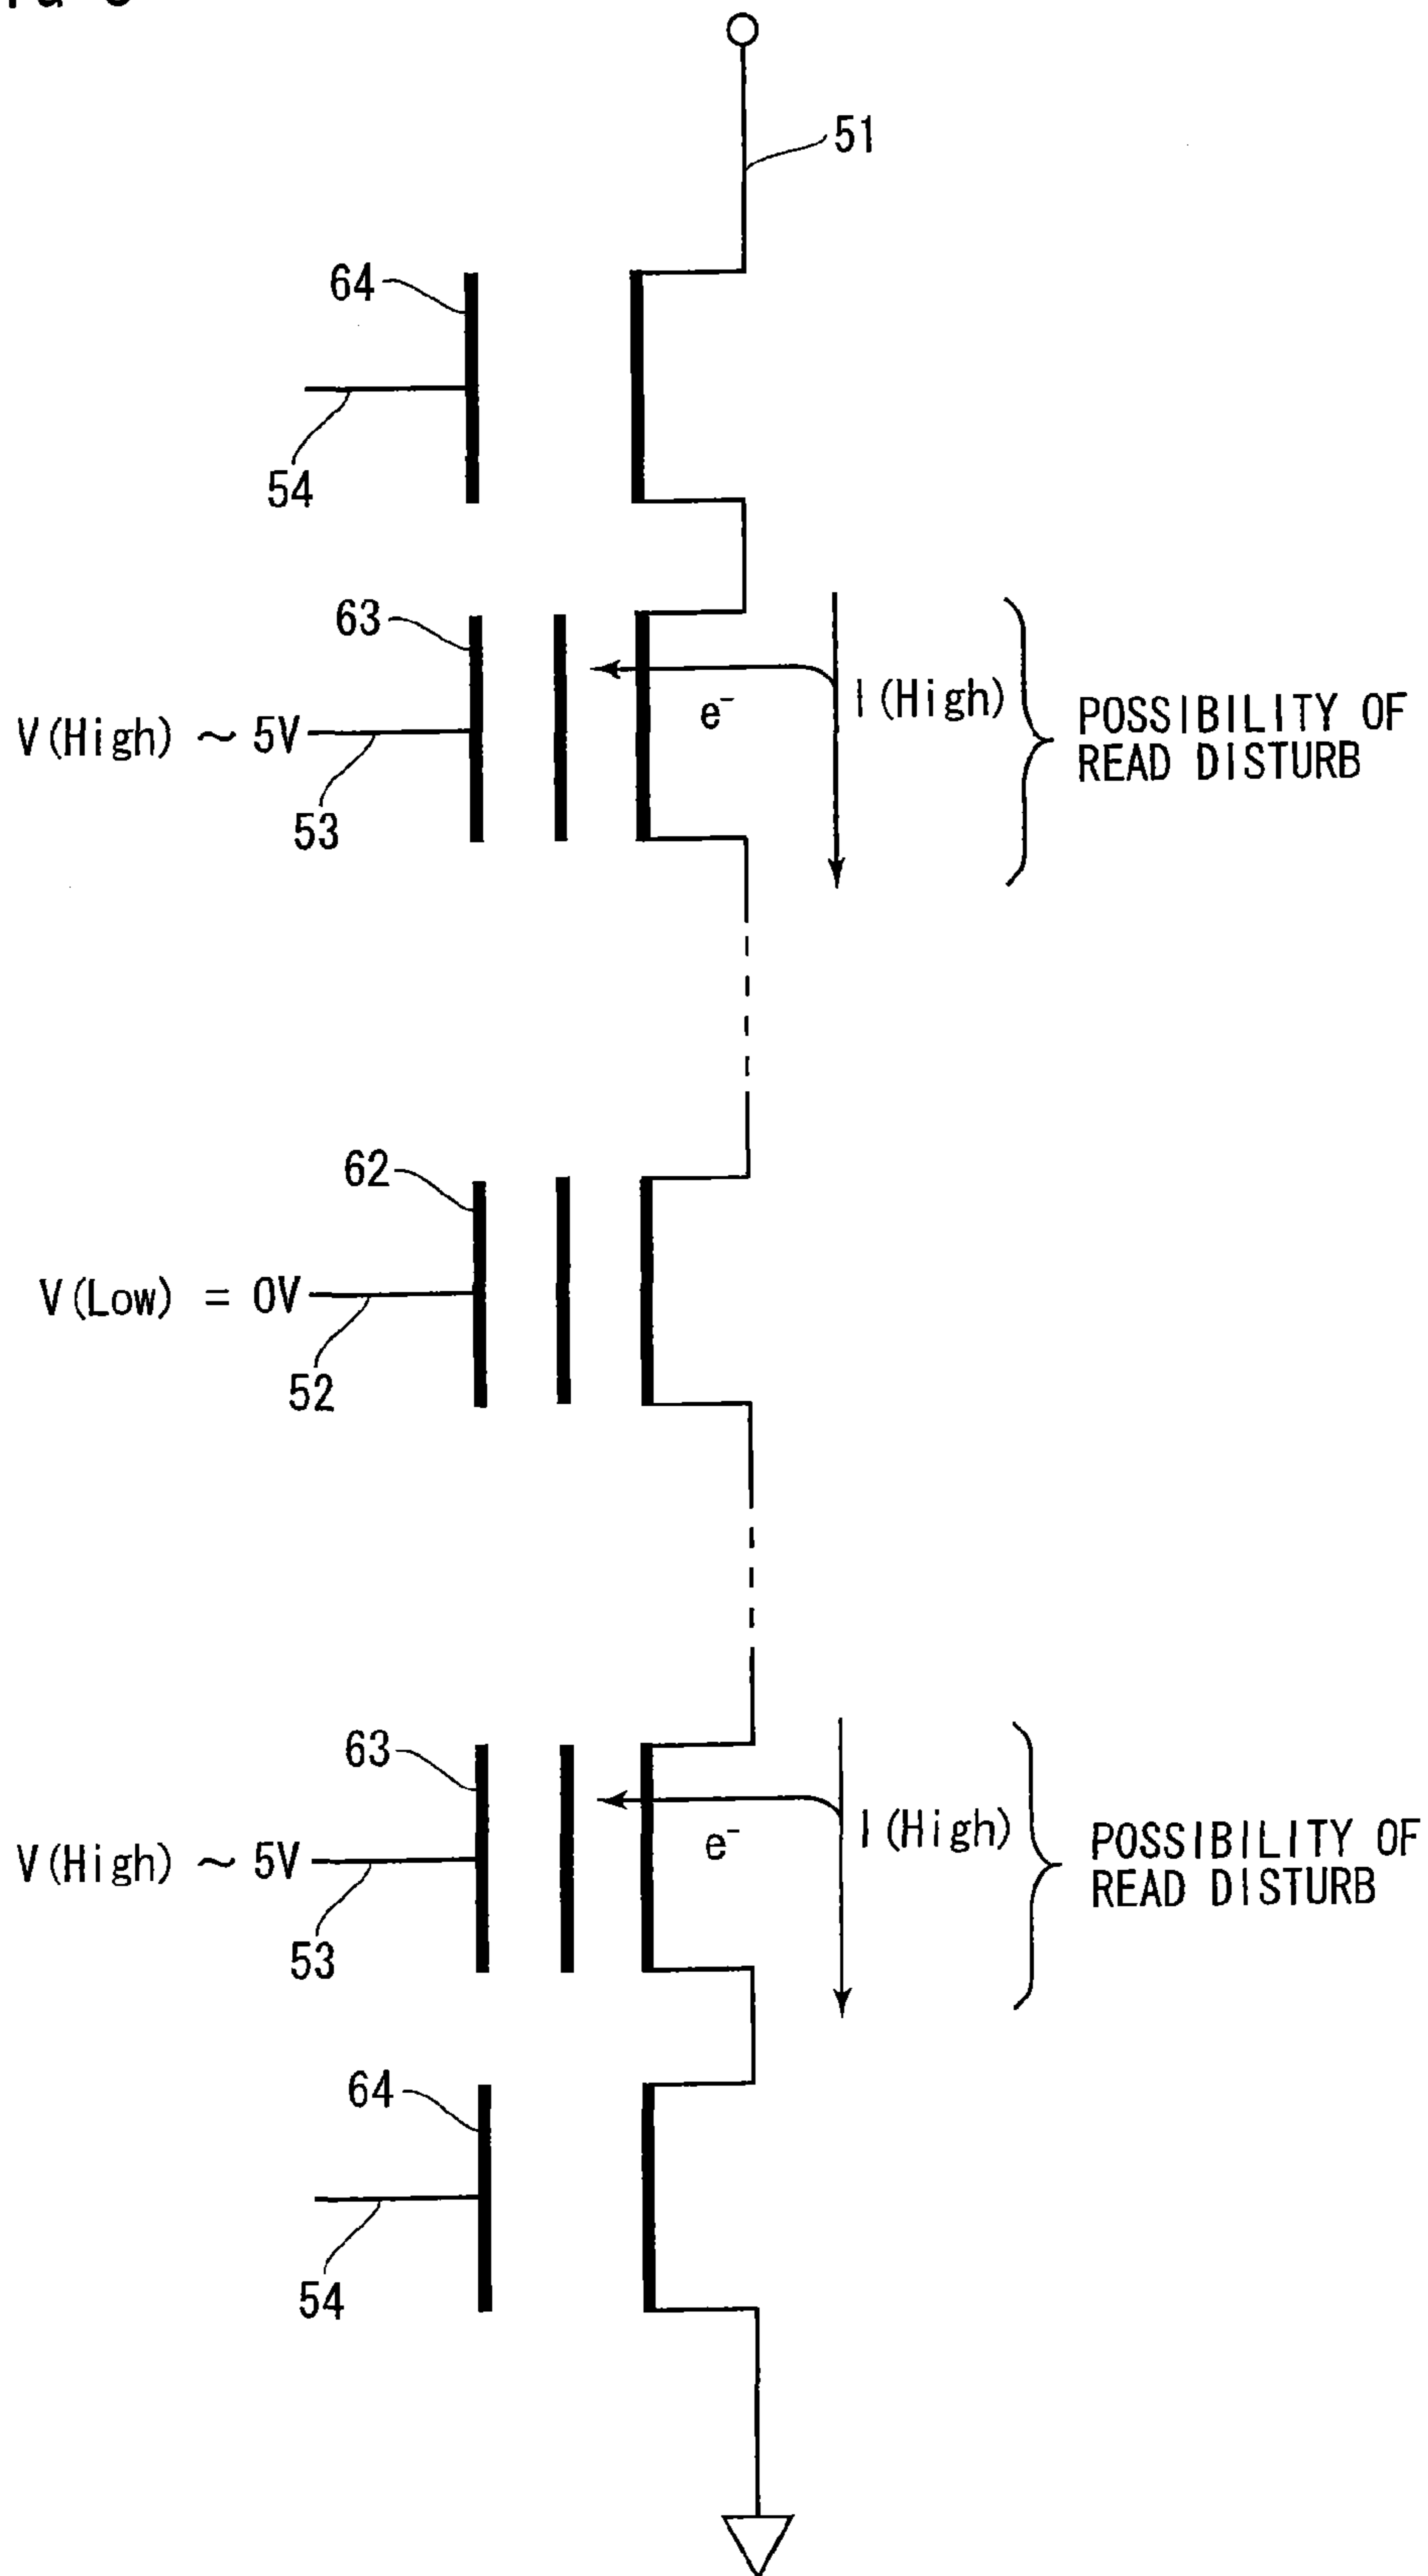 51
64
54
63
V(High) ~ 5V
53
e⁻
I(High)
POSSIBILITY OF
READ DISTURB
62
V(Low) = 0V
52
63
V(High) ~ 5V
53
e⁻
I(High)
POSSIBILITY OF
READ DISTURB
64
54